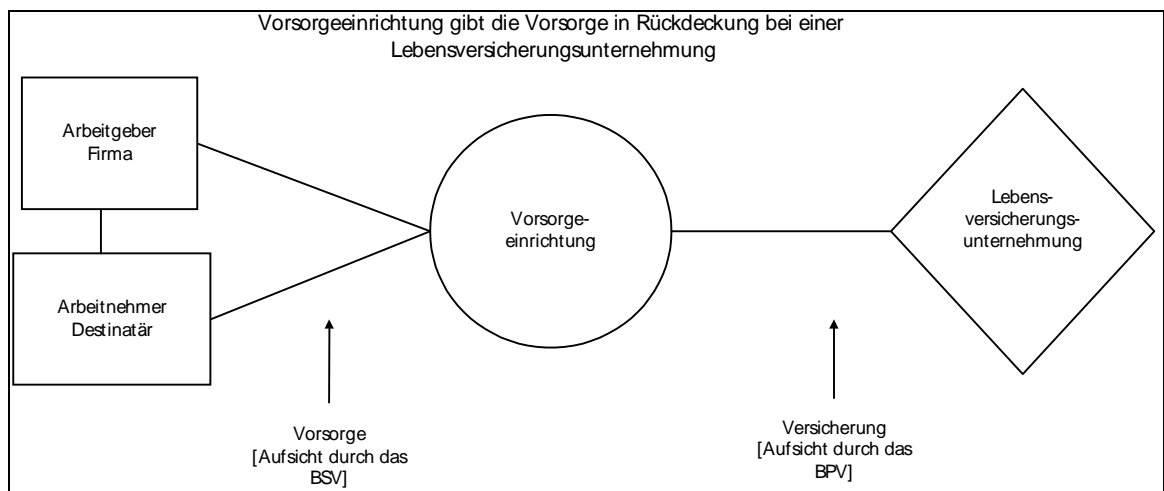 Vorsorgeeinrichtung gibt die Vorsorge in Rückdeckung bei einer
Lebensversicherungsunternehmung
Arbeitgeber
Firma
Arbeitnehmer
Destinatär
Vorsorge-
einrichtung
Lebens-
versicherungs-
unternehmung
Vorsorge
[Aufsicht durch das
BSV]
Versicherung
[Aufsicht durch das
BPV]